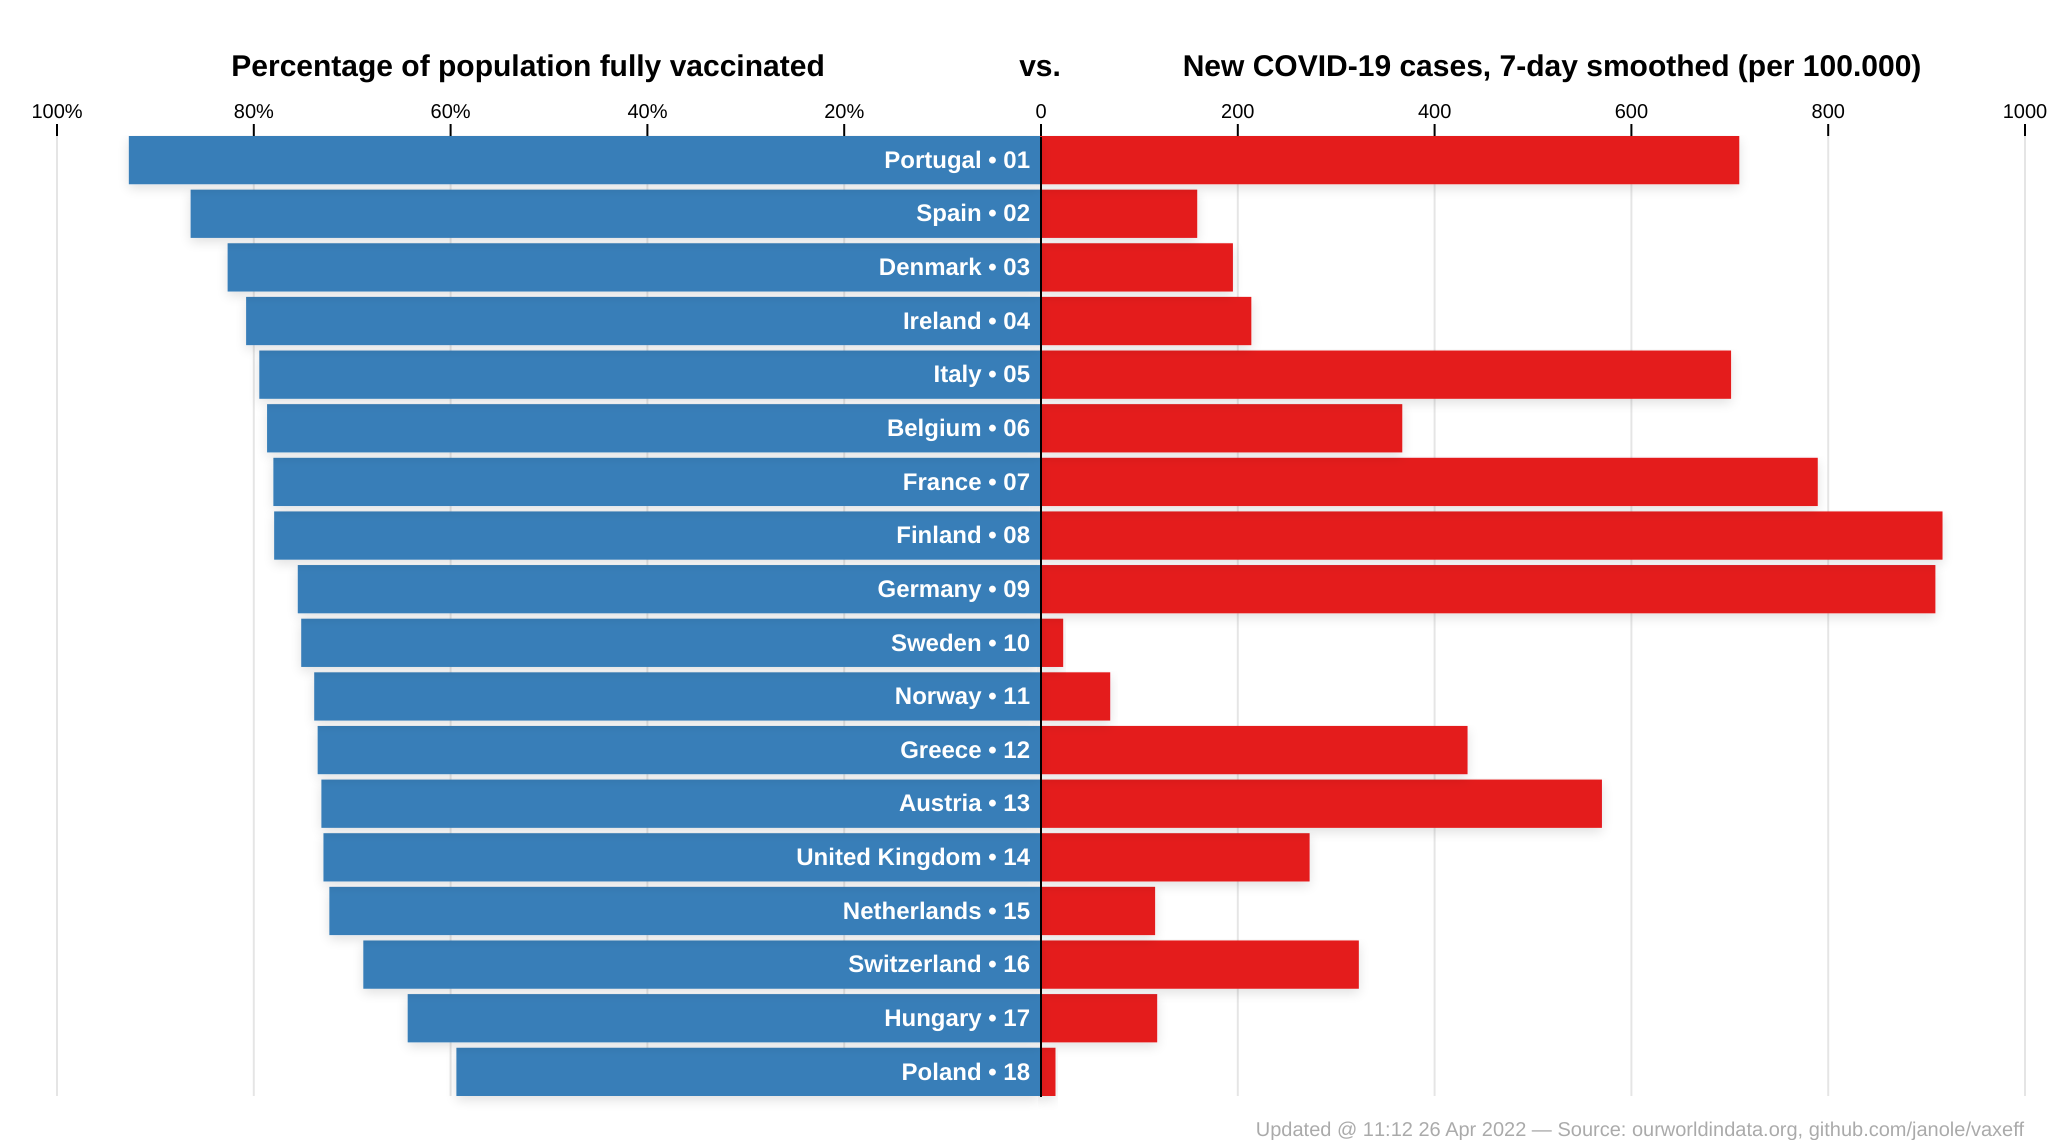 Percentage of population fully vaccinated vs. New COVID-19 cases, 7-day smoothed (per 100.000)
100% 80% 60% 40% 20% 0 200 400 600 800 1000
Portugal • 01
Spain • 02
Denmark • 03
Ireland • 04
Italy • 05
Belgium • 06
France • 07
Finland • 08
Germany • 09
Sweden • 10
Norway • 11
Greece • 12
Austria • 13
United Kingdom • 14
Netherlands • 15
Switzerland • 16
Hungary • 17
Poland • 18
Updated @ 11:12 26 Apr 2022 — Source: ourworldindata.org, github.com/janole/vaxeff